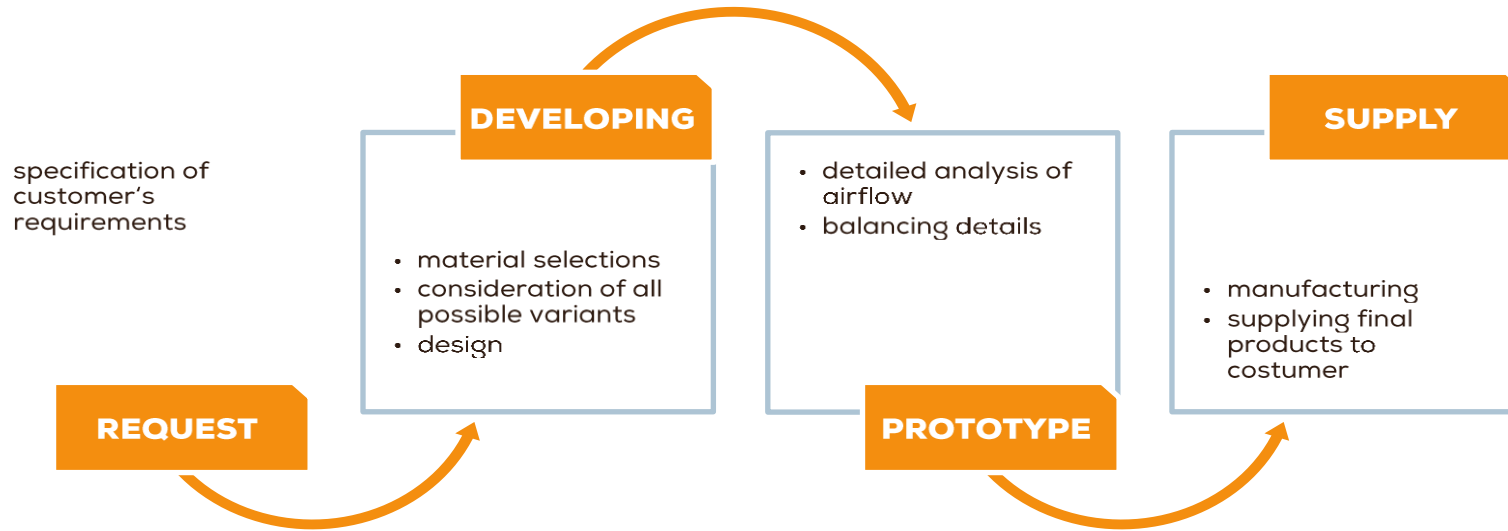 specification of
customer‘s
requirements
REQUEST
DEVELOPING
• material selections
• consideration of all
possible variants
• design
• detailed analysis of
airflow
• balancing details
PROTOTYPE
SUPPLY
• manufacturing
• supplying final
products to
costumer